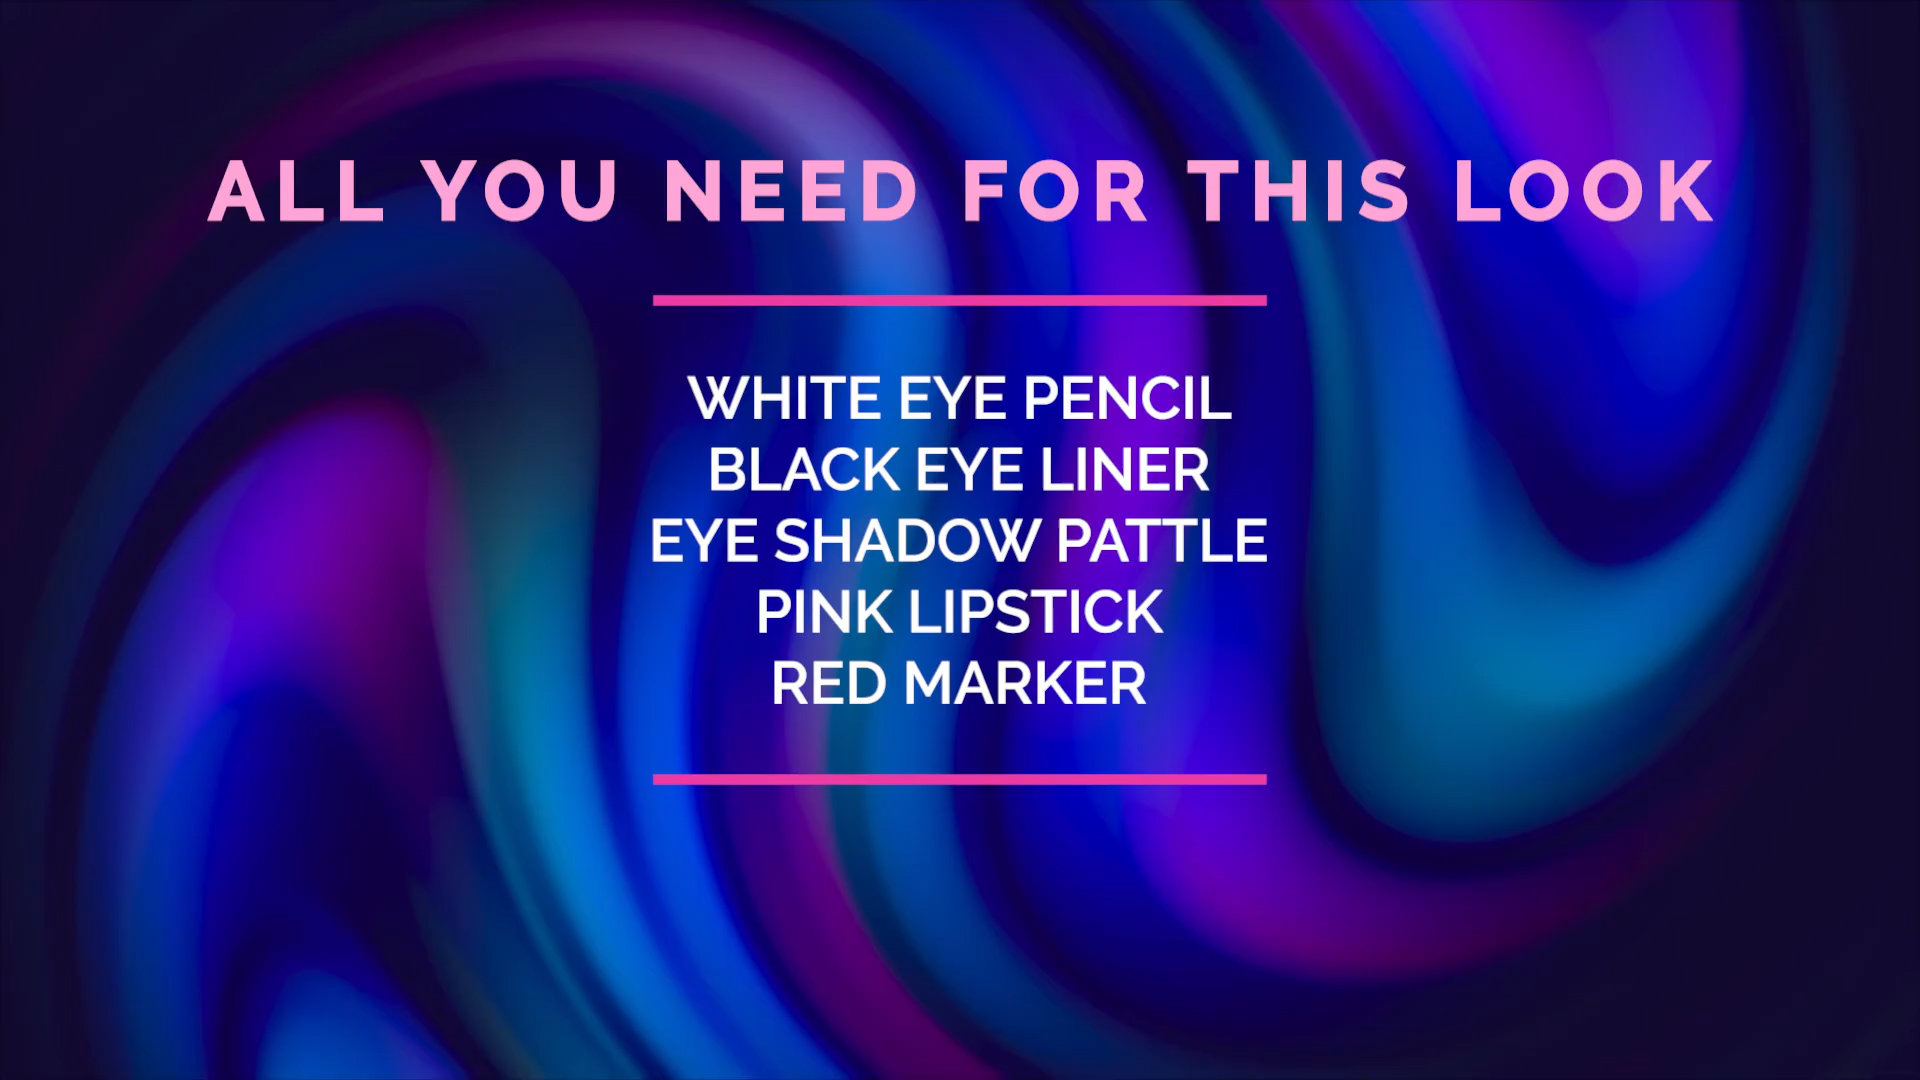 ALL YOU NEED FOR THIS LOOK
WHITE EYE PENCIL
BLACK EYE LINER
EYE SHADOW PATTLE
PINK LIPSTICK
RED MARKER